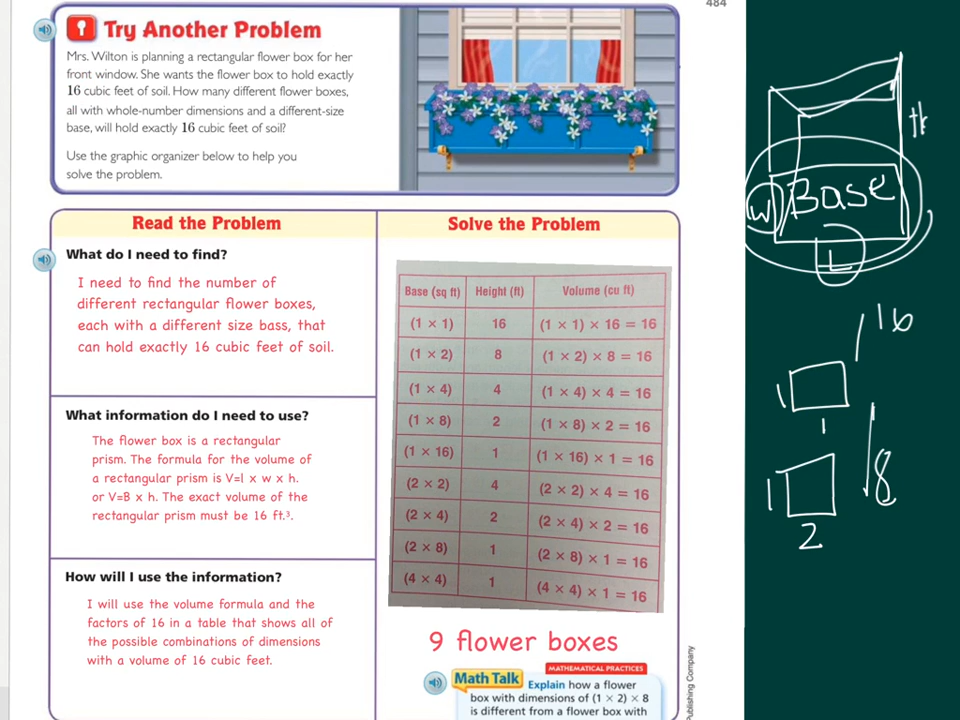 484
Try Another Problem
Mrs. Wilton is planning a rectangular flower box for her
front window. She wants the flower box to hold exactly
16 cubic feet of soil. How many different flower boxes,
all with whole-number dimensions and a different-size
base, will hold exactly 16 cubic feet of soil?
Use the graphic organizer below to help you
solve the problem.
Read the Problem
What do I need to find?
I need to find the number of
different rectangular flower boxes,
each with a different size bass, that
can hold exactly 16 cubic feet of soil.
What information do I need to use?
The flower box is a rectangular
prism. The formula for the volume of
a rectangular prism is V=l x w x h.
or V=B x h. The exact volume of the
rectangular prism must be 16 ft.³.
How will I use the information?
I will use the volume formula and the
factors of 16 in a table that shows all of
the possible combinations of dimensions
with a volume of 16 cubic feet.
Solve the Problem
Base (sq ft) Height (ft) Volume (cu ft)
(1 × 1) 16 (1 × 1) × 16 = 16
(1 × 2) 8 (1 × 2) × 8 = 16
(1 × 4) 4 (1 × 4) × 4 = 16
(1 × 8) 2 (1 × 8) × 2 = 16
(1 × 16) 1 (1 × 16) × 1 = 16
(2 × 2) 4 (2 × 2) × 4 = 16
(2 × 4) 2 (2 × 4) × 2 = 16
(2 × 8) 1 (2 × 8) × 1 = 16
(4 × 4) 1 (4 × 4) × 1 = 16
9 flower boxes
MATHEMATICAL PRACTICES
Math Talk Explain how a flower
box with dimensions of (1 × 2) × 8
is different from a flower box with
Publishing Company
H
W Base
L
16
1
1
1 8
2